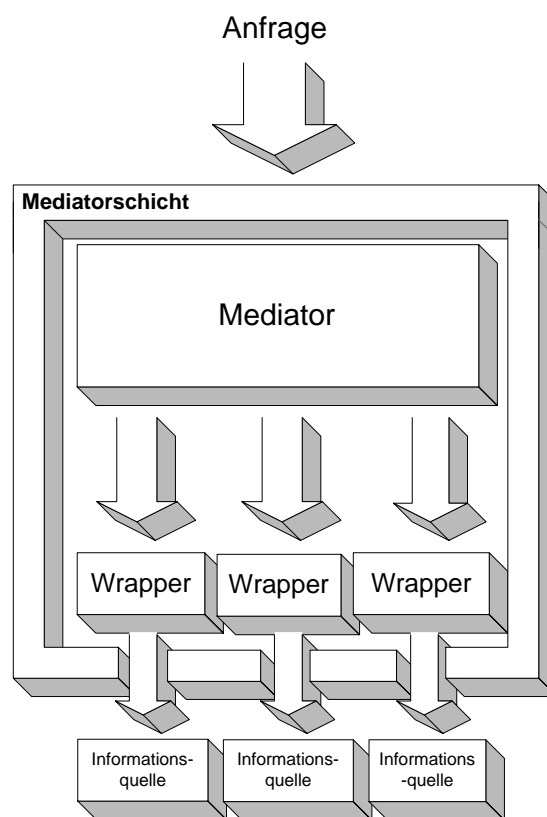 Anfrage
Mediatorschicht
Mediator
Wrapper
Wrapper
Wrapper
Informations-
quelle
Informations-
quelle
Informations
-quelle